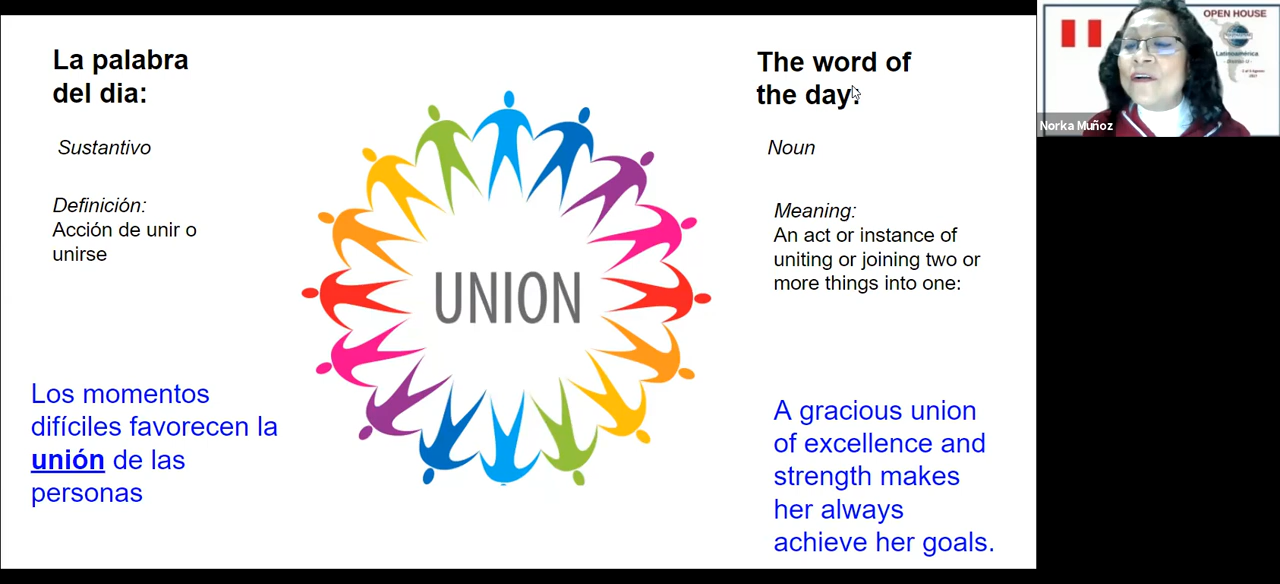 La palabra
del dia:
Sustantivo
Definición:
Acción de unir o
unirse
Los momentos
difíciles favorecen la
unión de las
personas
UNION
The word of
the day:
Noun
Meaning:
An act or instance of
uniting or joining two or
more things into one:
A gracious union
of excellence and
strength makes
her always
achieve her goals.
OPEN HOUSE
Latinoamérica
Norka Muñoz